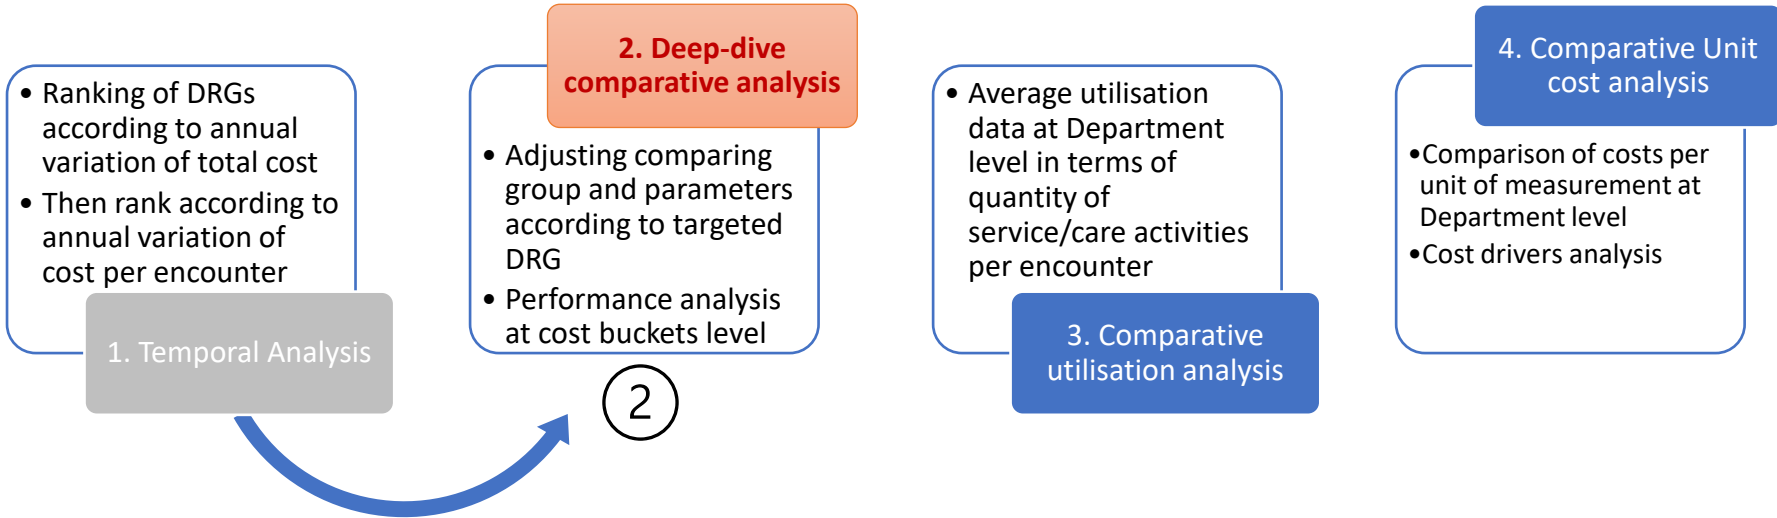 • Ranking of DRGs
according to annual
variation of total cost
• Then rank according to
annual variation of
cost per encounter
1. Temporal Analysis
2. Deep-dive
comparative analysis
• Adjusting comparing
group and parameters
according to targeted
DRG
• Performance analysis
at cost buckets level
2
• Average utilisation
data at Department
level in terms of
quantity of
service/care activities
per encounter
3. Comparative
utilisation analysis
4. Comparative Unit
cost analysis
•Comparison of costs per
unit of measurement at
Department level
•Cost drivers analysis